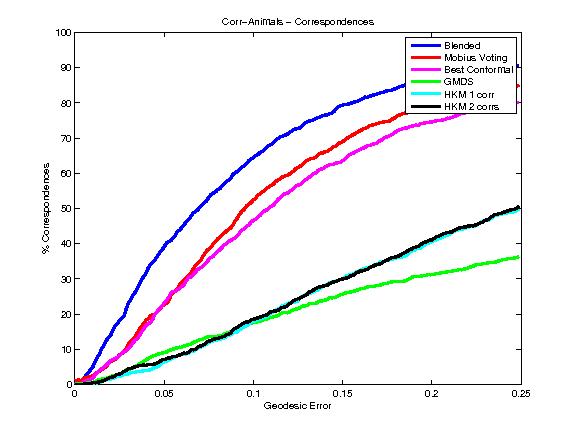 Corr-Animals - Correspondences
100
90
80
70
60
50
40
30
20
10
0
% Correspondences
Blended
Mobius Voting
Best Conformal
GMDS
HKM 1 corr
HKM 2 corrs
0 0.05 0.1 0.15 0.2 0.25
Geodesic Error